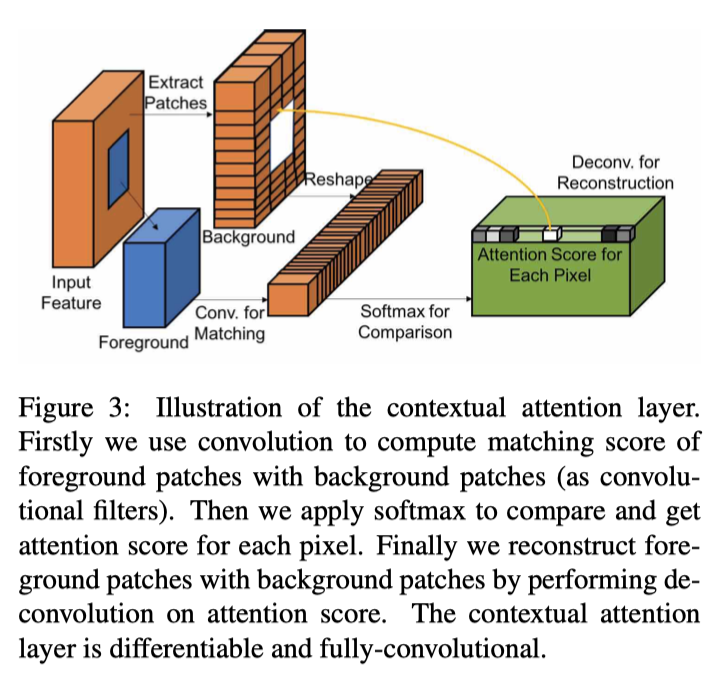 Extract
Patches
Deconv. for
Reconstruction
Reshape
Background
Attention Score for
Each Pixel
Input
Feature
Conv. for
Matching
Softmax for
Comparison
Foreground
Figure 3: Illustration of the contextual attention layer.
Firstly we use convolution to compute matching score of
foreground patches with background patches (as convolu-
tional filters). Then we apply softmax to compare and get
attention score for each pixel. Finally we reconstruct fore-
ground patches with background patches by performing de-
convolution on attention score. The contextual attention
layer is differentiable and fully-convolutional.